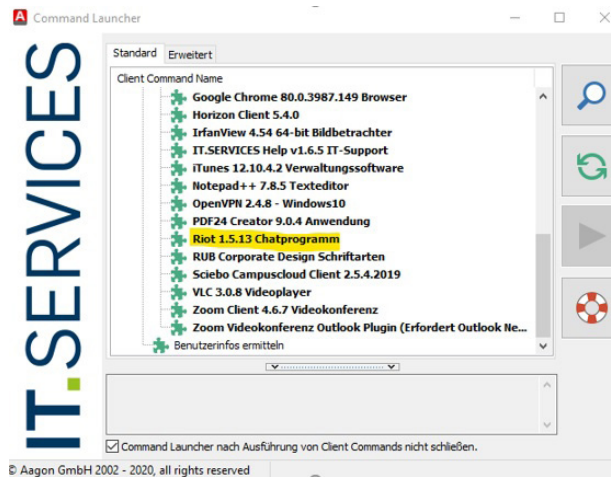 Command Launcher
IT.SERVICES
Standard Erweitert
Client Command Name
Google Chrome 80.0.3987.149 Browser
Horizon Client 5.4.0
IrfanView 4.54 64-bit Bildbetrachter
IT.SERVICES Help v1.6.5 IT-Support
iTunes 12.10.4.2 Verwaltungssoftware
Notepad++ 7.8.5 Texteditor
OpenVPN 2.4.8 - Windows10
PDF24 Creator 9.0.4 Anwendung
Riot 1.5.13 Chatprogramm
RUB Corporate Design Schriftarten
Sciebo Campuscloud Client 2.5.4.2019
VLC 3.0.8 Videoplayer
Zoom Client 4.6.7 Videokonferenz
Zoom Videokonferenz Outlook Plugin (Erfordert Outlook Ne...
Benutzerinfos ermitteln
Command Launcher nach Ausführung von Client Commands nicht schließen.
© Aagon GmbH 2002 - 2020, all rights reserved